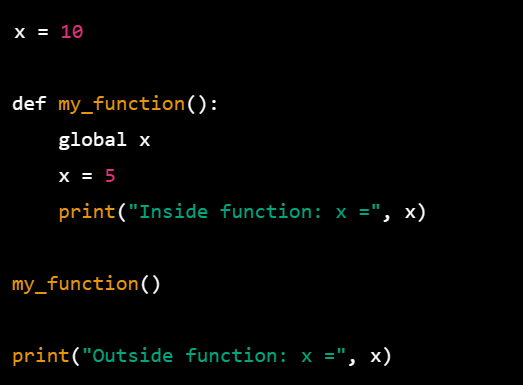 x = 10
def my_function():
    global x
    x = 5
    print("Inside function: x =", x)
my_function()
print("Outside function: x =", x)